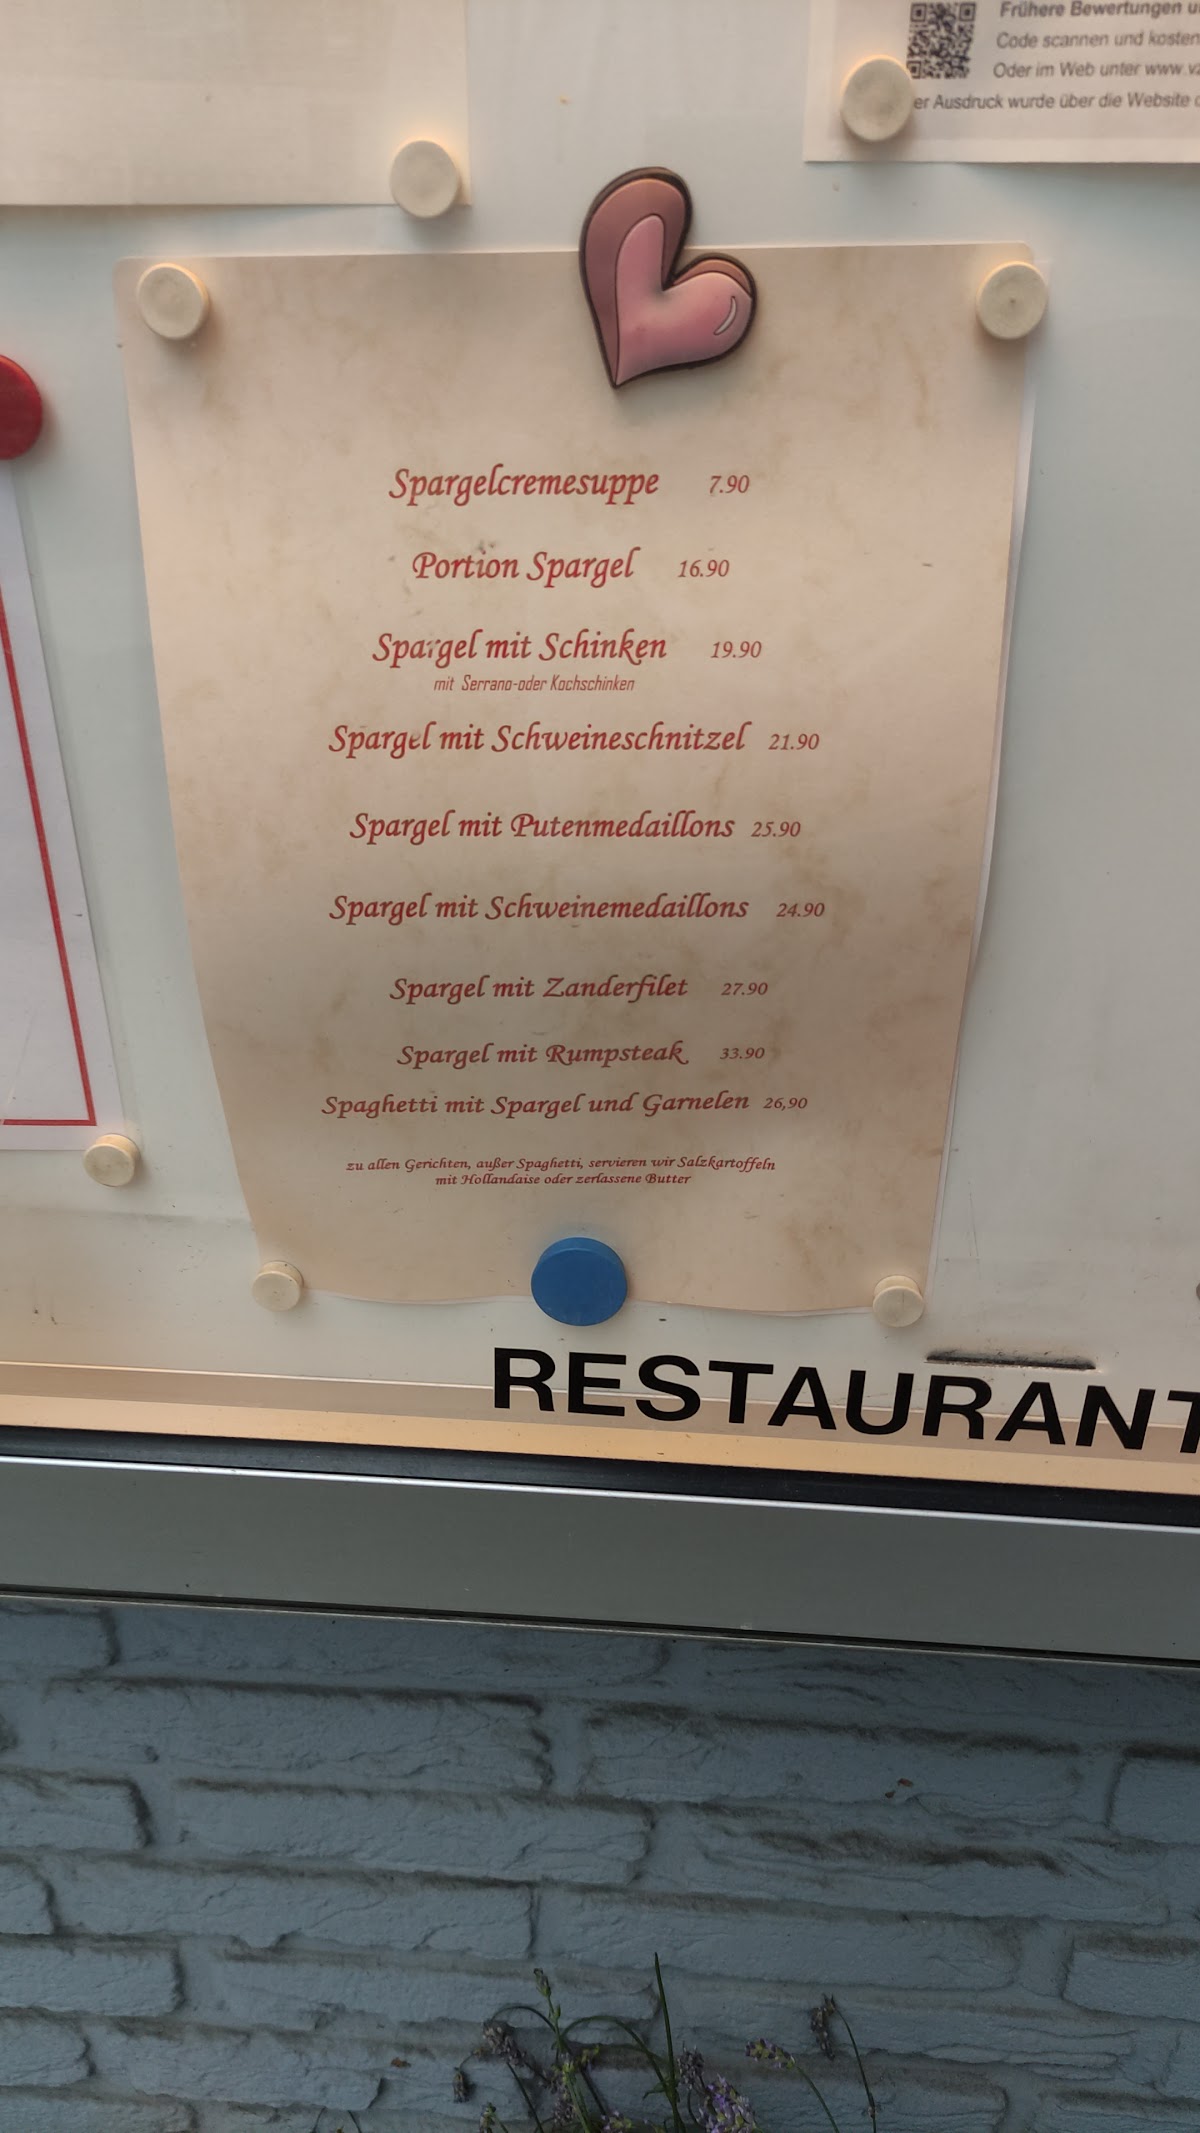 Frühere Bewertungen
Code scannen und kosten
Oder im Web unter www.
Ausdruck wurde über die Website
Spargelcremesuppe 7.90
Portion Spargel 16.90
Spargel mit Schinken 19.90
mit Serrano-oder Kochschinken
Spargel mit Schweineschnitzel 21.90
Spargel mit Putenmedaillons 25.90
Spargel mit Schweinemedaillons 24.90
Spargel mit Zanderfilet 27.90
Spargel mit Rumpsteak 33.90
Spaghetti mit Spargel und Garnelen 26,90
zu allen Gerichten, außer Spaghetti, servieren wir Salzkartoffeln
mit Hollandaise oder zerlassene Butter
RESTAURANT